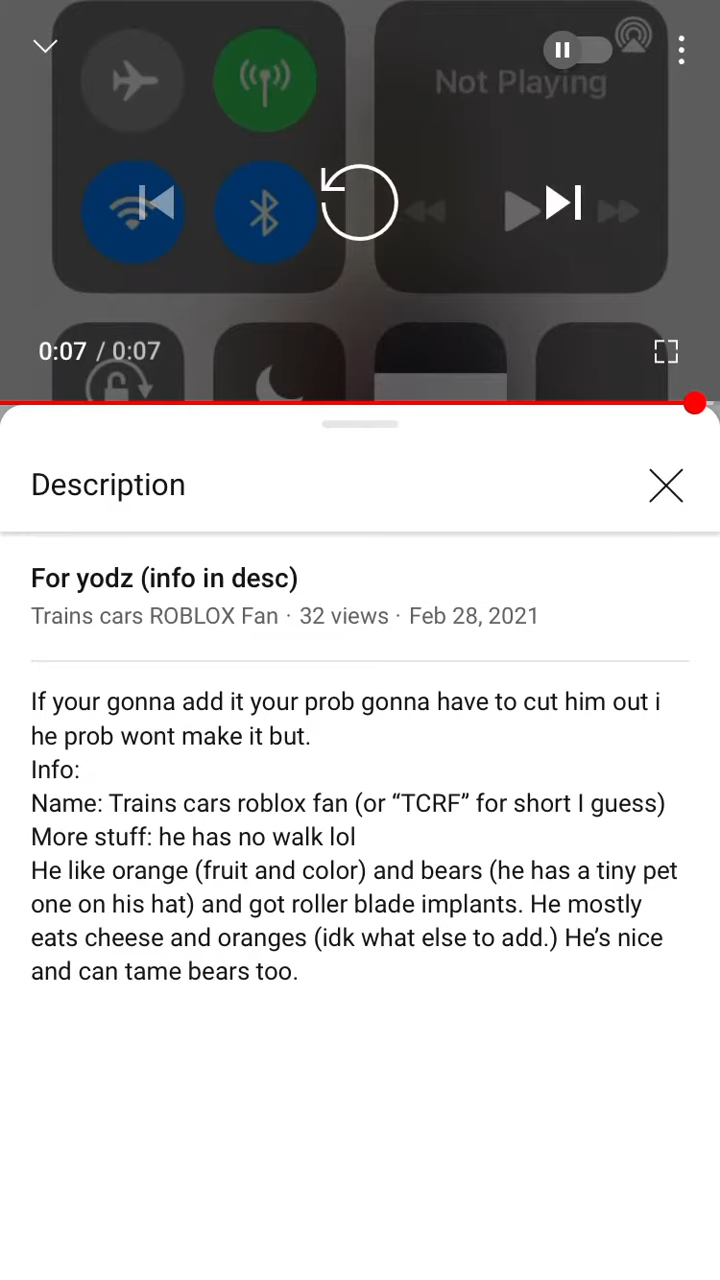 Not Playing
0:07 / 0:07
Description
For yodz (info in desc)
Trains cars ROBLOX Fan · 32 views · Feb 28, 2021
If your gonna add it your prob gonna have to cut him out i
he prob wont make it but.
Info:
Name: Trains cars roblox fan (or “TCRF” for short I guess)
More stuff: he has no walk lol
He like orange (fruit and color) and bears (he has a tiny pet
one on his hat) and got roller blade implants. He mostly
eats cheese and oranges (idk what else to add.) He’s nice
and can tame bears too.